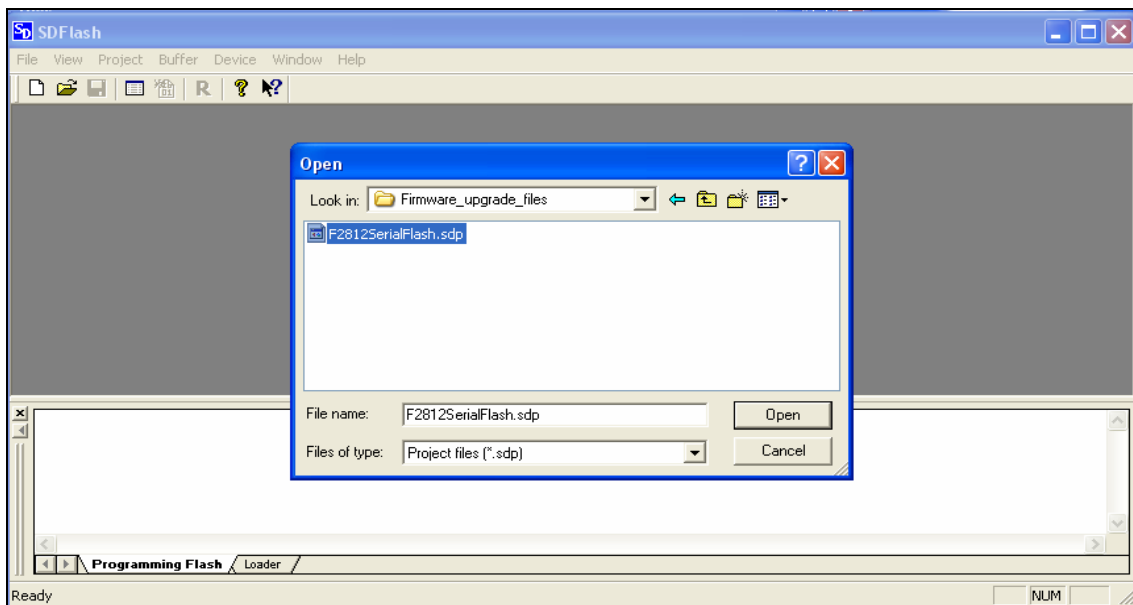 SD SDFlash
File View Project Buffer Device Window Help
R
Open
Look in: Firmware_upgrade_files
F2812SerialFlash.sdp
File name: F2812SerialFlash.sdp Open
Files of type: Project files (*.sdp) Cancel
Programming Flash Loader
Ready NUM